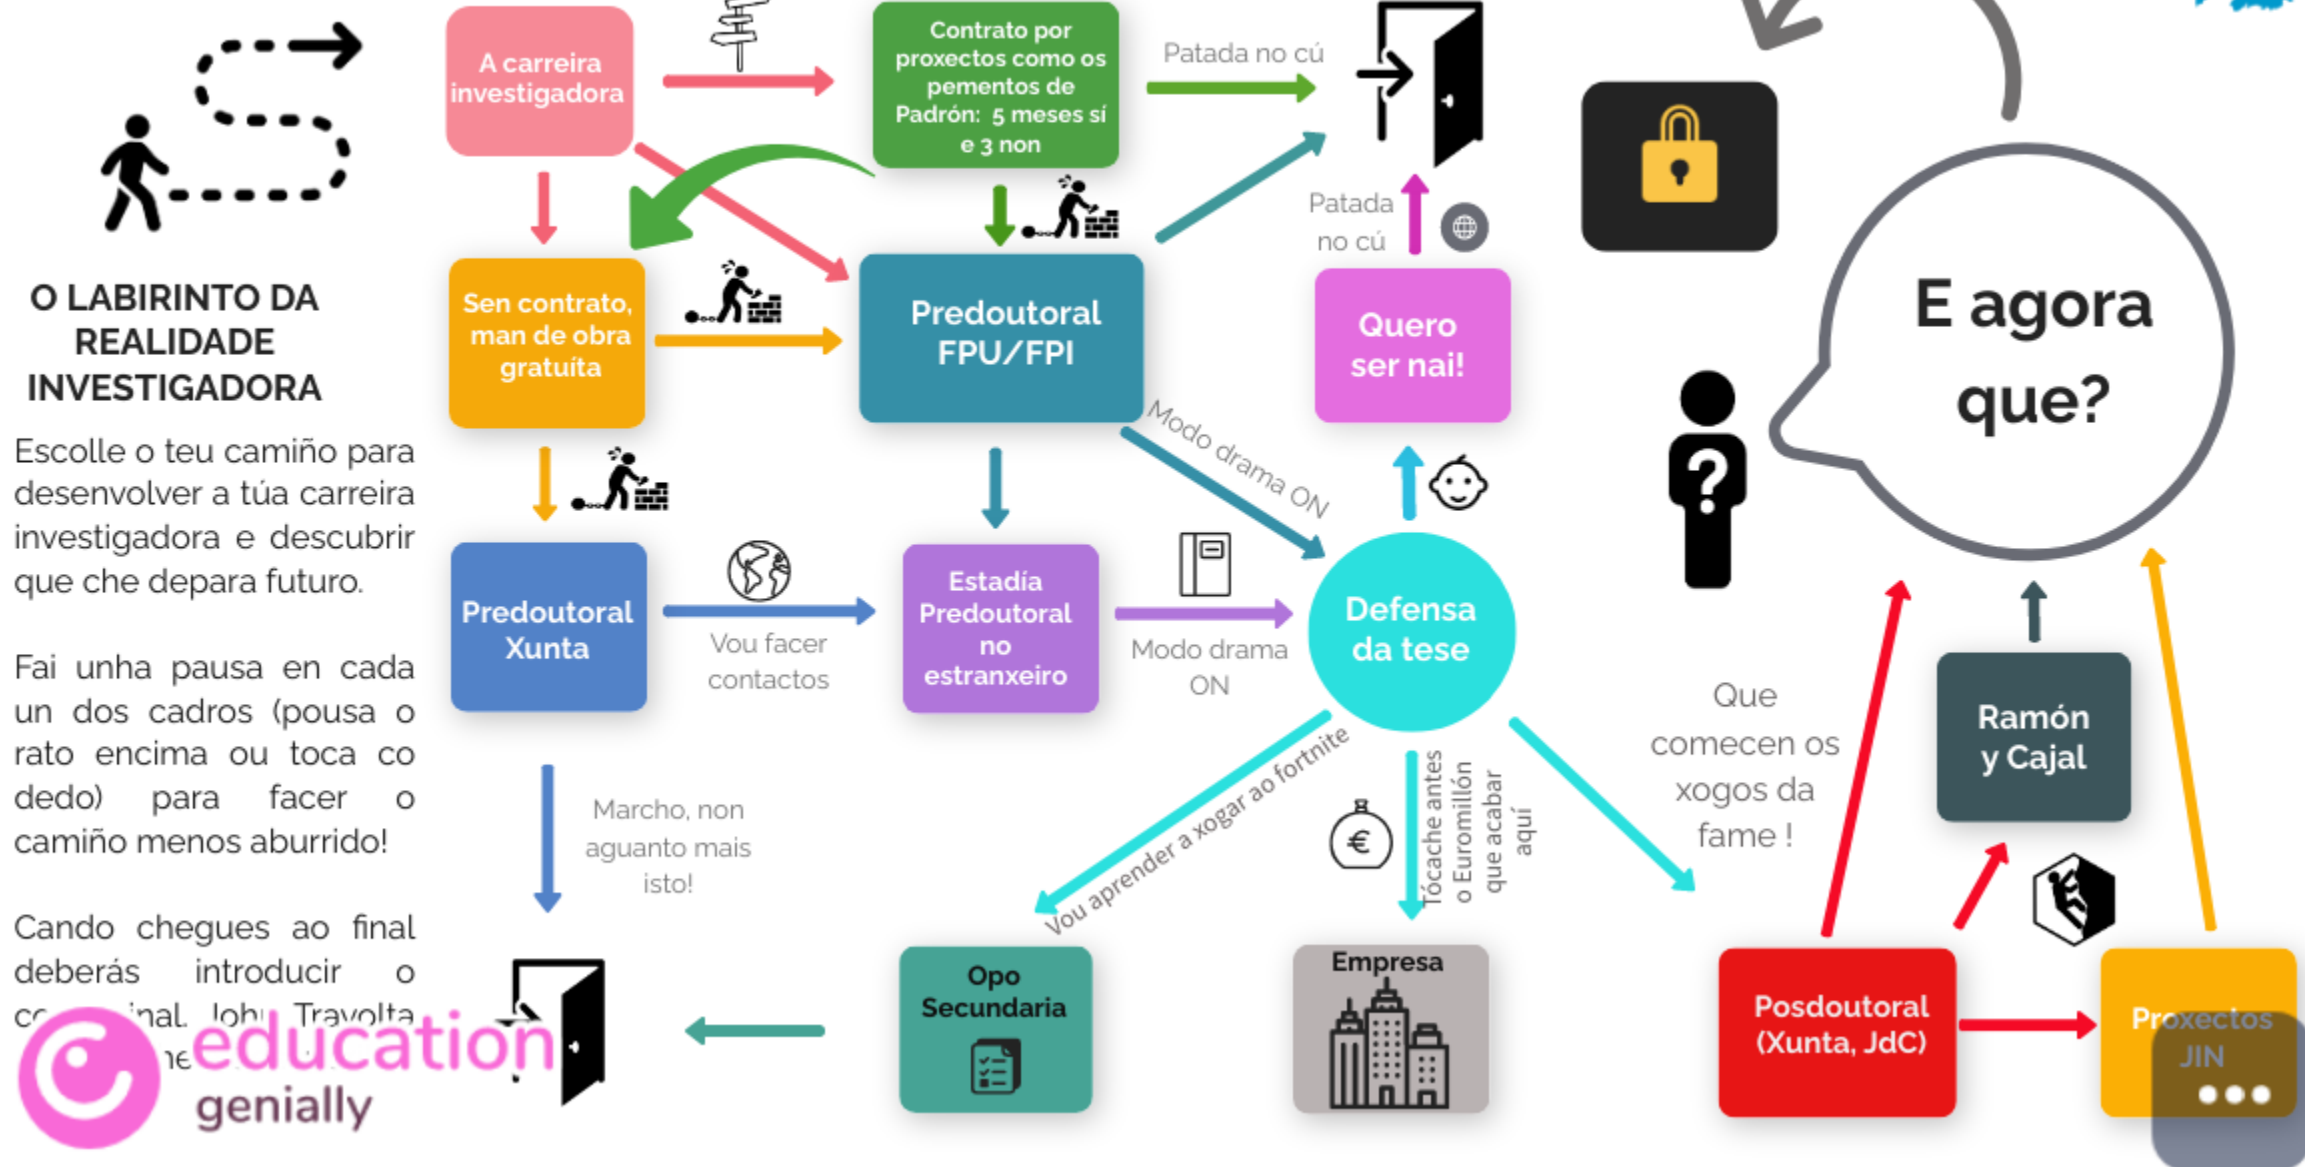 O LABIRINTO DA
REALIDADE
INVESTIGADORA
Escolle o teu camiño para
desenvolver a túa carreira
investigadora e descubrir
que che depara futuro.
Fai unha pausa en cada
un dos cadros (pousa o
rato encima ou toca co
dedo) para facer o
camiño menos aburrido!
Cando chegues ao final
deberás introducir o
John Travolta
education
genially
A carreira
investigadora
Contrato por
proxectos como os
pementos de
Padrón: 5 meses sí
e 3 non
Patada no cú
Sen contrato,
man de obra
gratuíta
Predoutoral
FPU/FPI
Patada
no cú
Quero
ser nai!
Modo drama ON
Predoutoral
Xunta
Vou facer
contactos
Estadía
Predoutoral
no
estranxeiro
Modo drama
ON
Defensa
da tese
Marcho, non
aguanto mais
isto!
Vou aprender a xogar ao fortnite
Tócache antes
o Euromillón
que acabar
aquí
€
Opo
Secundaria
Empresa
E agora
que?
?
Que
comecen os
xogos da
fame !
Ramón
y Cajal
Posdoutoral
(Xunta, JdC)
Proxectos
JIN